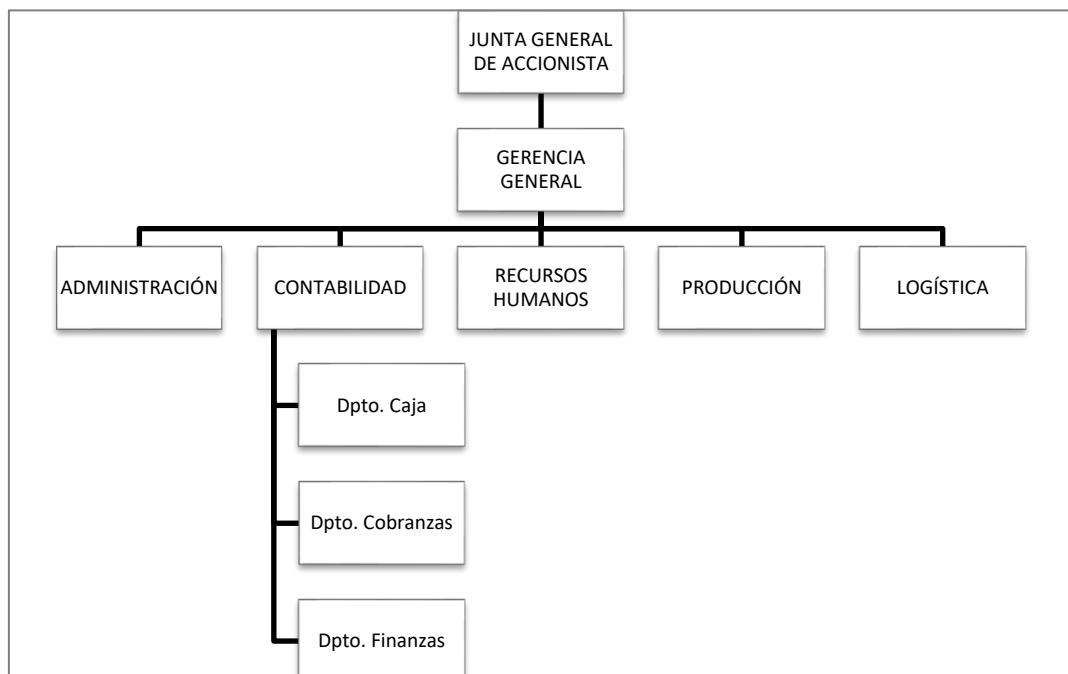 JUNTA GENERAL
DE ACCIONISTA
GERENCIA
GENERAL
ADMINISTRACIÓN
CONTABILIDAD
RECURSOS
HUMANOS
PRODUCCIÓN
LOGÍSTICA
Dpto. Caja
Dpto. Cobranzas
Dpto. Finanzas